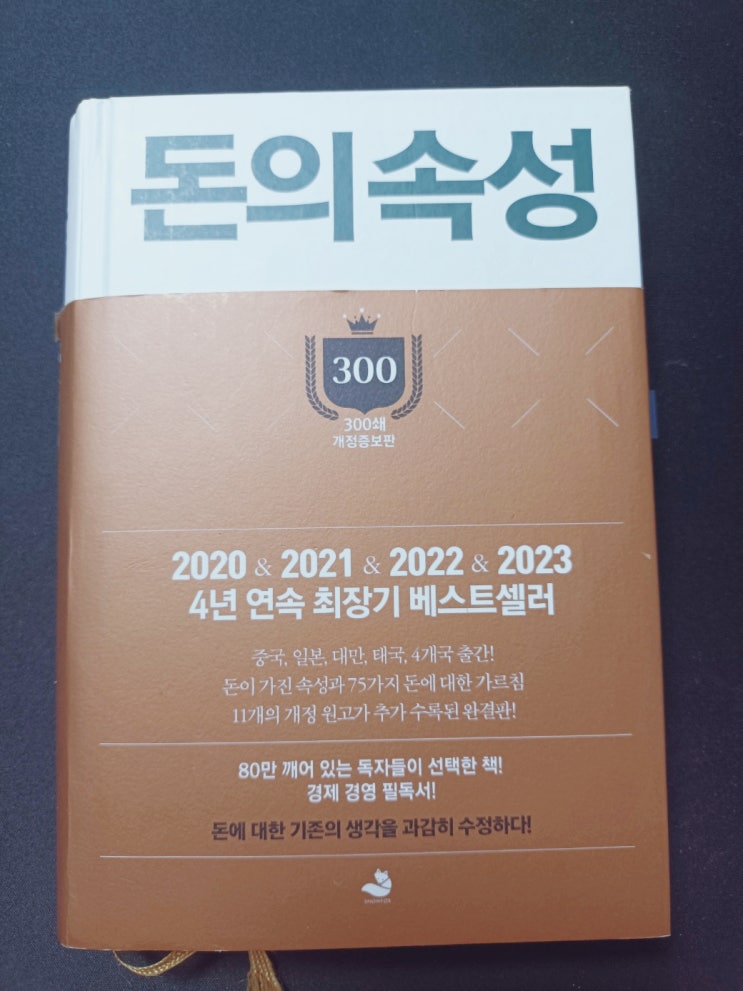 돈의 속성
300
300쇄
개정증보판
2020 & 2021 & 2022 & 2023
4년 연속 최장기 베스트셀러
중국, 일본, 대만, 태국, 4개국 출간!
돈이 가진 속성과 75가지 돈에 대한 가르침
11개의 개정 원고가 추가 수록된 완결판!
80만 깨어 있는 독자들이 선택한 책!
경제 경영 필독서!
돈에 대한 기존의 생각을 과감히 수정하다!
SNOWFOX